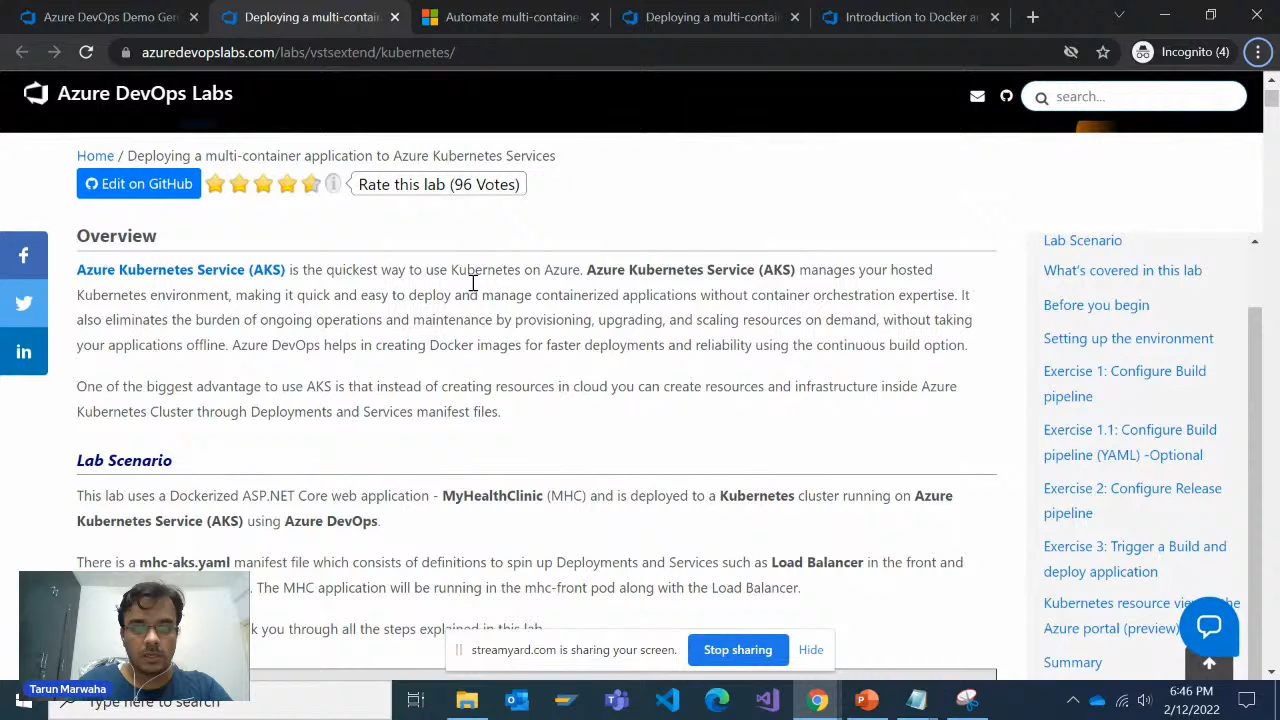 Azure DevOps Demo Gen
Deploying a multi-contain
Automate multi-containe
Deploying a multi-contain
Introduction to Docker a
azuredevopslabs.com/labs/vstsextend/kubernetes/
Incognito (4)
Azure DevOps Labs
search...
Home / Deploying a multi-container application to Azure Kubernetes Services
Edit on GitHub
Rate this lab (96 Votes)
Overview
Azure Kubernetes Service (AKS) is the quickest way to use Kubernetes on Azure. Azure Kubernetes Service (AKS) manages your hosted
Kubernetes environment, making it quick and easy to deploy and manage containerized applications without container orchestration expertise. It
also eliminates the burden of ongoing operations and maintenance by provisioning, upgrading, and scaling resources on demand, without taking
your applications offline. Azure DevOps helps in creating Docker images for faster deployments and reliability using the continuous build option.
One of the biggest advantage to use AKS is that instead of creating resources in cloud you can create resources and infrastructure inside Azure
Kubernetes Cluster through Deployments and Services manifest files.
Lab Scenario
This lab uses a Dockerized ASP.NET Core web application - MyHealthClinic (MHC) and is deployed to a Kubernetes cluster running on Azure
Kubernetes Service (AKS) using Azure DevOps.
There is a mhc-aks.yaml manifest file which consists of definitions to spin up Deployments and Services such as Load Balancer in the front and
. The MHC application will be running in the mhc-front pod along with the Load Balancer.
k you through all the steps explained in this lab
Lab Scenario
What's covered in this lab
Before you begin
Setting up the environment
Exercise 1: Configure Build
pipeline
Exercise 1.1: Configure Build
pipeline (YAML) -Optional
Exercise 2: Configure Release
pipeline
Exercise 3: Trigger a Build and
deploy application
Kubernetes resource view the
Azure portal (preview)
Summary
streamyard.com is sharing your screen.
Stop sharing
Hide
Tarun Marwaha
Type here to search
6:46 PM
2/12/2022